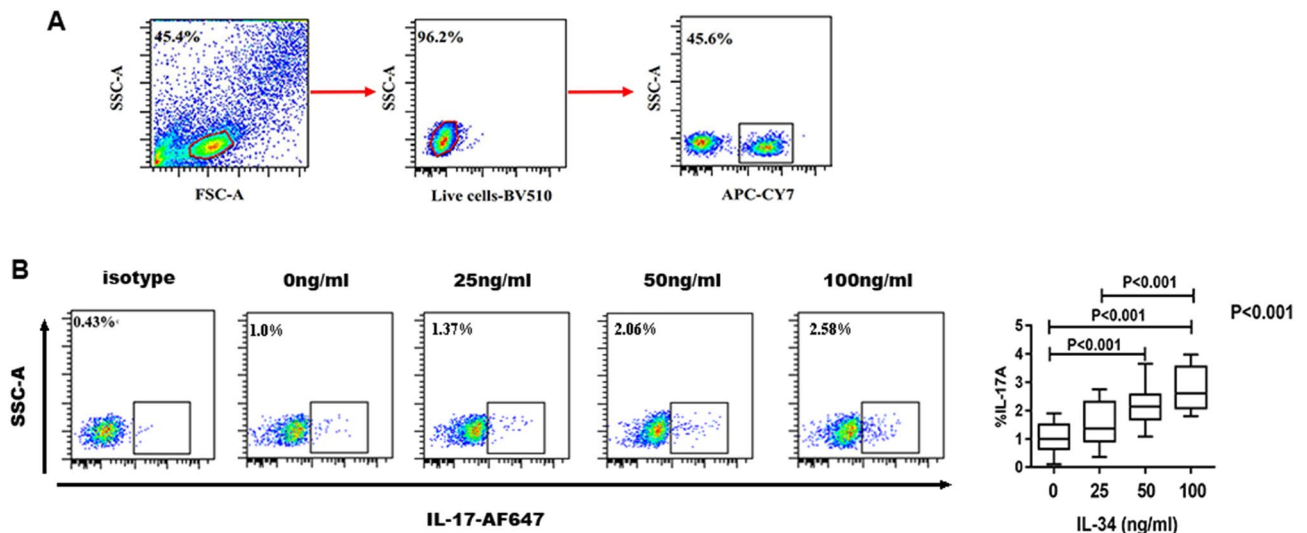 A
45.4%
96.2%
45.6%
SSC-A
SSC-A
SSC-A
FSC-A
Live cells-BV510
APC-CY7
B
isotype
0ng/ml
25ng/ml
50ng/ml
100ng/ml
0.43%
1.0%
1.37%
2.06%
2.58%
SSC-A
IL-17-AF647
P<0.001
P<0.001
P<0.001
P<0.001
%IL-17A
5
4
3
2
1
0
0 25 50 100
IL-34 (ng/ml)